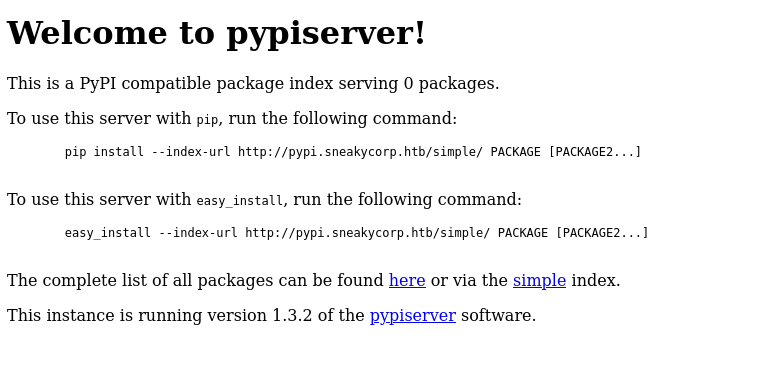 Welcome to pypiserver!
This is a PyPI compatible package index serving 0 packages.
To use this server with pip, run the following command:
pip install --index-url http://pypi.sneakycorp.htb/simple/ PACKAGE [PACKAGE2...]
To use this server with easy_install, run the following command:
easy_install --index-url http://pypi.sneakycorp.htb/simple/ PACKAGE [PACKAGE2...]
The complete list of all packages can be found here or via the simple index.
This instance is running version 1.3.2 of the pypiserver software.